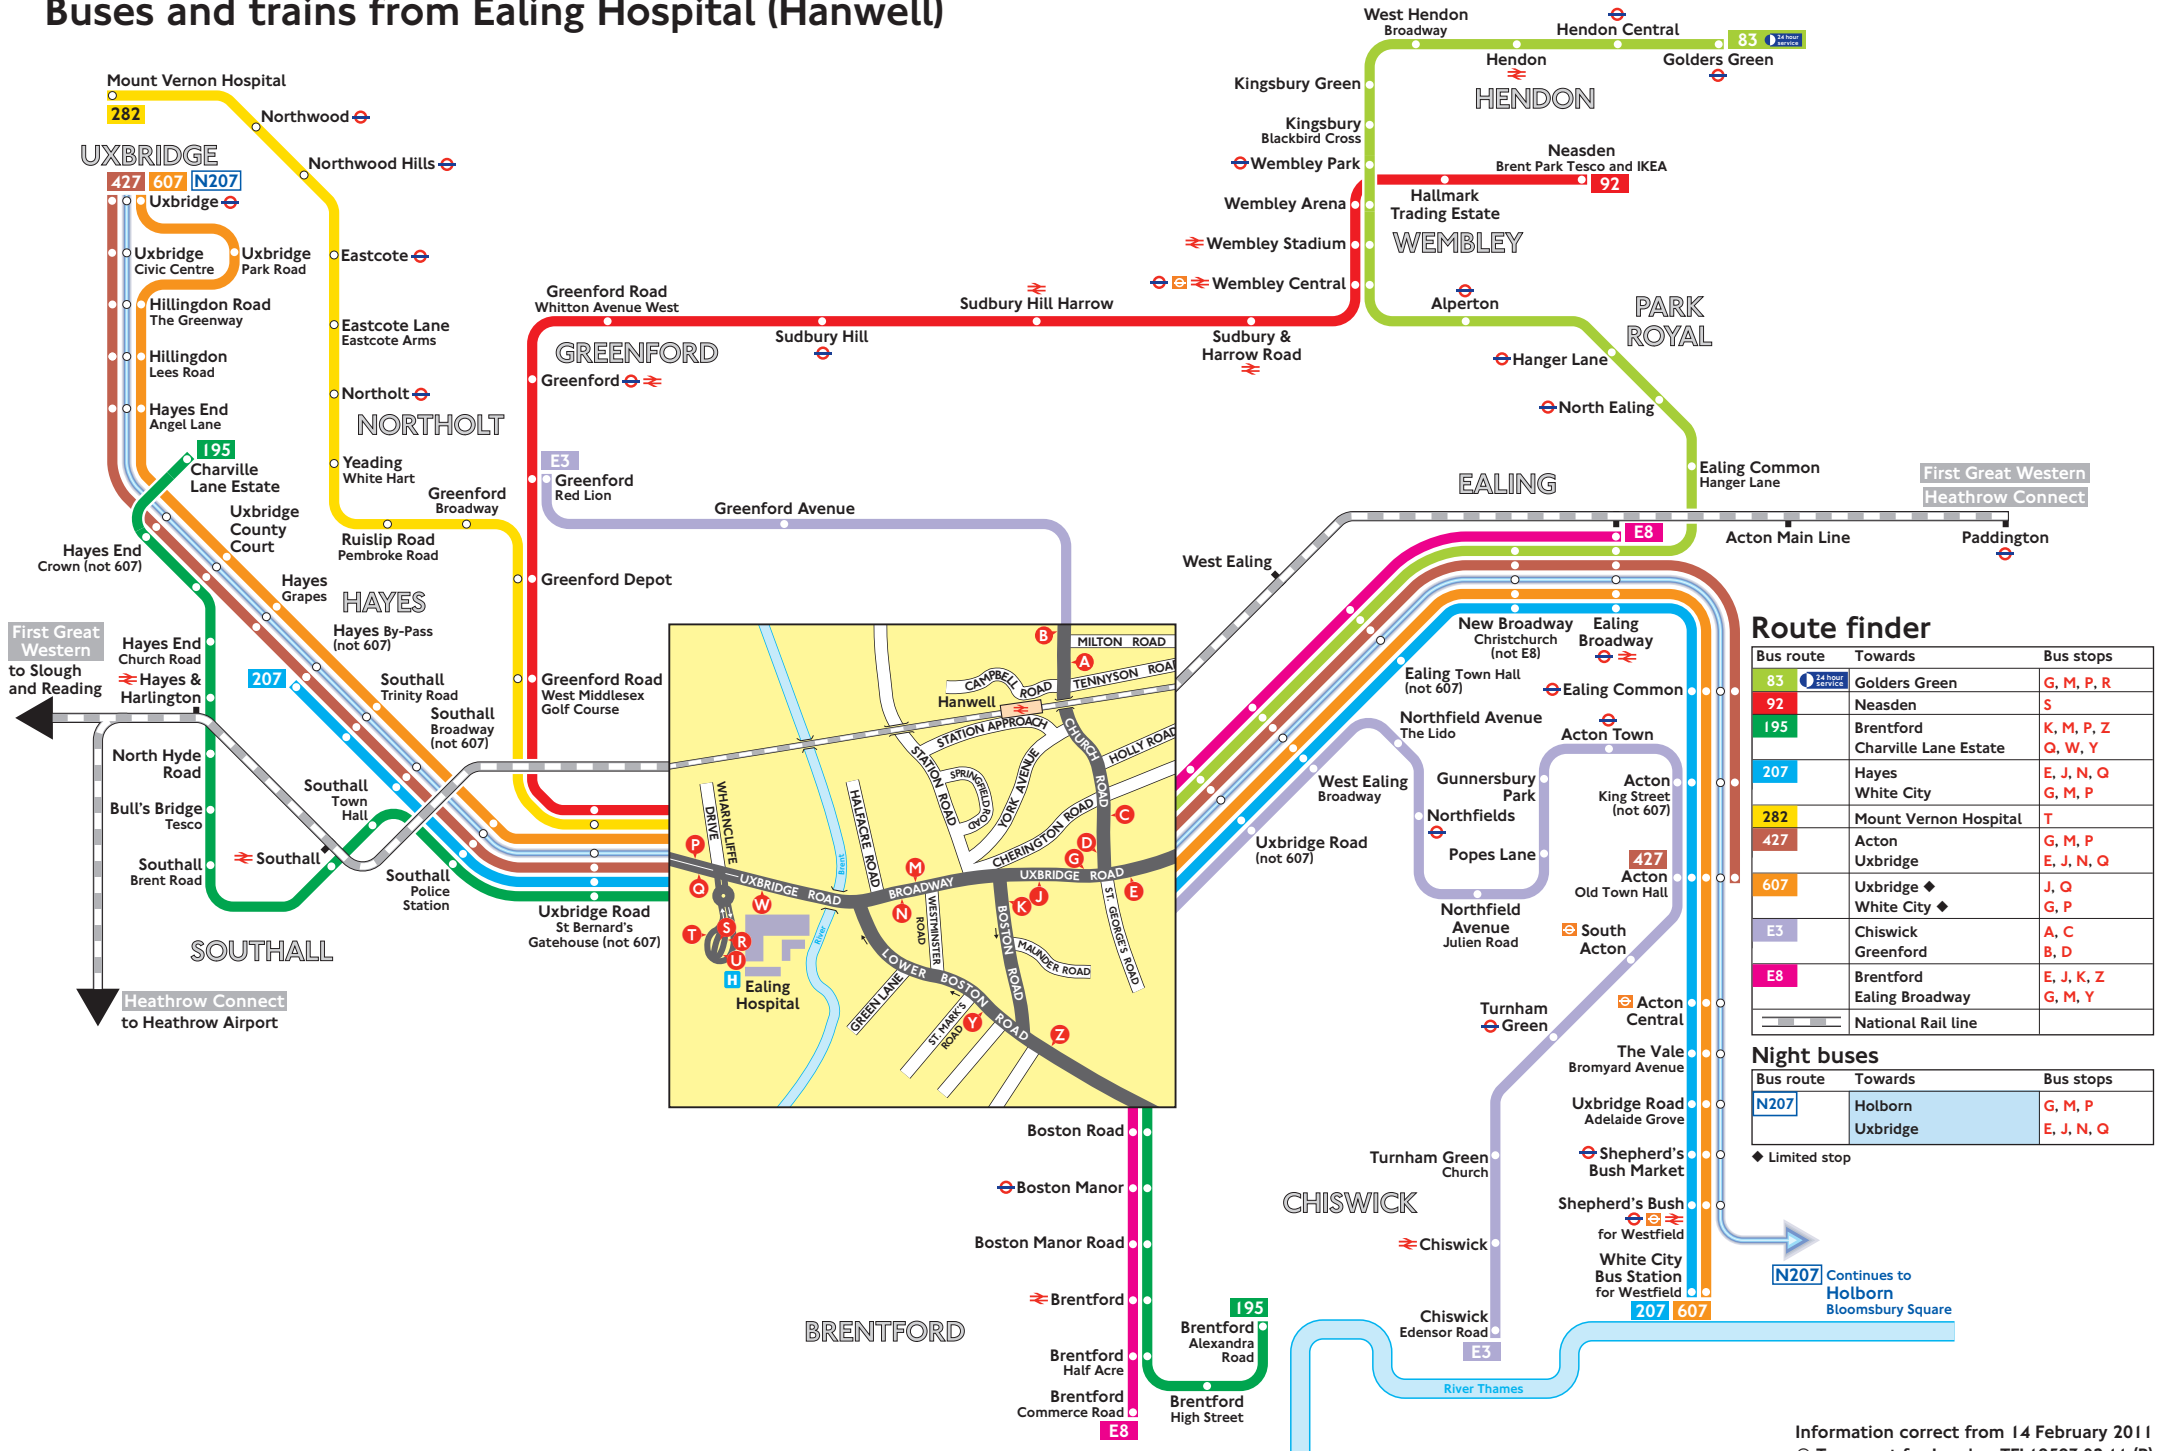 Buses and trains from Ealing Hospital (Hanwell)
Mount Vernon Hospital
282
Northwood
Northwood Hills
UXBRIDGE
427 607 N207
Uxbridge
Uxbridge
Civic Centre
Uxbridge
Park Road
Hillingdon Road
The Greenway
Hillingdon
Lees Road
Hayes End
Angel Lane
195
Charville
Lane Estate
Uxbridge
County
Court
Hayes End
Crown (not 607)
Hayes
Grapes
HAYES
Hayes By-Pass
(not 607)
First Great
Western
to Slough
and Reading
Hayes End
Church Road
Hayes &
Harlington
207
Southall
Trinity Road
Southall
Broadway
(not 607)
North Hyde
Road
Southall
Town
Hall
Bull's Bridge
Tesco
Southall
Southall
Brent Road
Southall
Police
Station
SOUTHALL
Heathrow Connect
to Heathrow Airport
Eastcote
Eastcote Lane
Eastcote Arms
Northolt
NORTHOLT
Yeading
White Hart
Greenford
Broadway
Ruislip Road
Pembroke Road
Greenford Road
Whitton Avenue West
GREENFORD
Greenford
E3
Greenford
Red Lion
Greenford Avenue
Greenford Depot
Greenford Road
West Middlesex
Golf Course
Uxbridge Road
St Bernard's
Gatehouse (not 607)
Sudbury Hill
Sudbury Hill Harrow
Sudbury &
Harrow Road
West Hendon
Broadway
Hendon Central
83 24 hour
service
Hendon
Golders Green
HENDON
Kingsbury Green
Kingsbury
Blackbird Cross
Wembley Park
Neasden
Brent Park Tesco and IKEA
92
Hallmark
Trading Estate
Wembley Arena
Wembley Stadium
WEMBLEY
Wembley Central
Alperton
PARK
ROYAL
Hanger Lane
North Ealing
Ealing Common
Hanger Lane
EALING
First Great Western
Heathrow Connect
E8
Acton Main Line
Paddington
West Ealing
New Broadway
Christchurch
(not E8)
Ealing
Broadway
Ealing Town Hall
(not 607)
Ealing Common
Northfield Avenue
The Lido
Acton Town
West Ealing
Broadway
Gunnersbury
Park
Acton
King Street
(not 607)
Northfields
Uxbridge Road
(not 607)
Popes Lane
427
Acton
Old Town Hall
Northfield
Avenue
Julien Road
South
Acton
Turnham
Green
Acton
Central
The Vale
Bromyard Avenue
Uxbridge Road
Adelaide Grove
Turnham Green
Church
Shepherd's
Bush Market
CHISWICK
Shepherd's Bush
for Westfield
Chiswick
White City
Bus Station
for Westfield
207 607
N207 Continues to
Holborn
Bloomsbury Square
Chiswick
Edensor Road
E3
River Thames
B
MILTON ROAD
A
CAMPBELL ROAD
TENNYSON ROAD
Hanwell
STATION APPROACH
CHURCH ROAD
HOLLY ROAD
STATION ROAD
SPRINGFIELD ROAD
YORK AVENUE
WHARNCLIFFE
DRIVE
HALFACRE ROAD
CHERINGTON ROAD
C
D
G
P
M
Q
UXBRIDGE ROAD
BROADWAY
UXBRIDGE ROAD
E
W
N
K
J
River
Brent
WESTMINSTER
ROAD
BOSTON ROAD
ST. GEORGE'S ROAD
MAUNDER ROAD
S
T
R
U
H
Ealing
Hospital
LOWER BOSTON ROAD
GREEN LANE
ST. MARK'S
ROAD
Y
Z
Boston Road
Boston Manor
Boston Manor Road
Brentford
BRENTFORD
195
Brentford
Alexandra
Road
Brentford
Half Acre
Brentford
Commerce Road
E8
Brentford
High Street
Route finder
Bus route Towards Bus stops
83 24 hour service Golders Green G, M, P, R
92 Neasden S
195 Brentford K, M, P, Z
Charville Lane Estate Q, W, Y
207 Hayes E, J, N, Q
White City G, M, P
282 Mount Vernon Hospital T
427 Acton G, M, P
Uxbridge E, J, N, Q
607 Uxbridge ◆ J, Q
White City ◆ G, P
E3 Chiswick A, C
Greenford B, D
E8 Brentford E, J, K, Z
Ealing Broadway G, M, Y
National Rail line
Night buses
Bus route Towards Bus stops
N207 Holborn G, M, P
Uxbridge E, J, N, Q
◆ Limited stop
Information correct from 14 February 2011